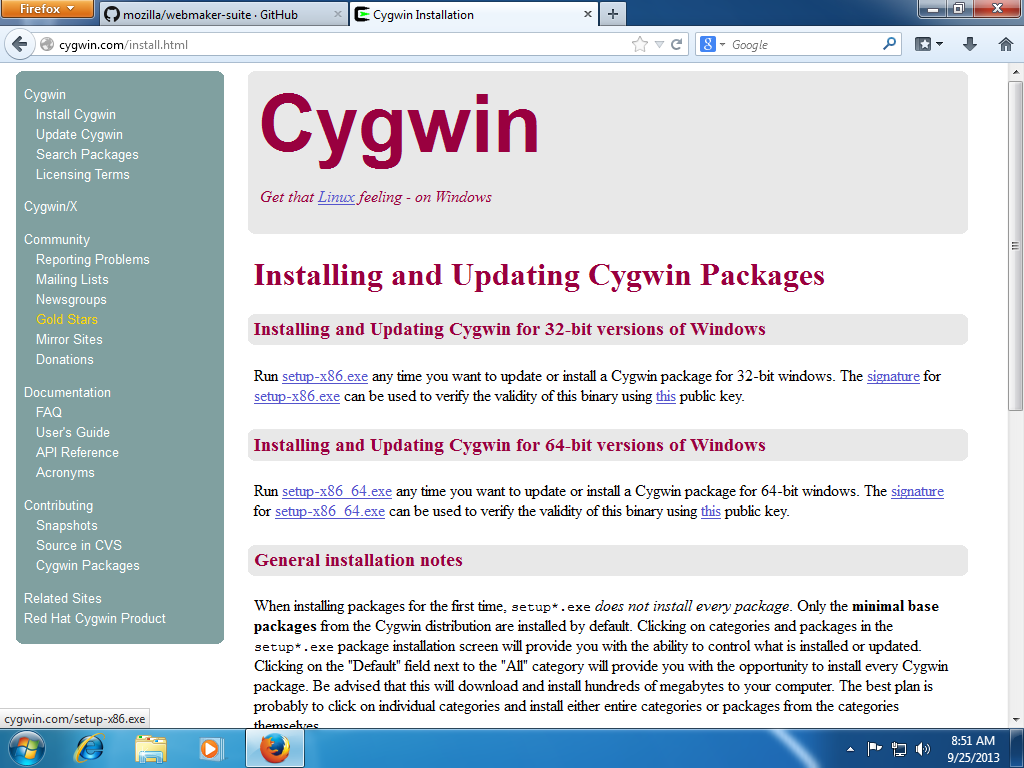 Firefox
mozilla/webmaker-suite · GitHub
Cygwin Installation
cygwin.com/install.html
Google
Cygwin
Install Cygwin
Update Cygwin
Search Packages
Licensing Terms
Cygwin/X
Community
Reporting Problems
Mailing Lists
Newsgroups
Gold Stars
Mirror Sites
Donations
Documentation
FAQ
User's Guide
API Reference
Acronyms
Contributing
Snapshots
Source in CVS
Cygwin Packages
Related Sites
Red Hat Cygwin Product
Cygwin
Get that Linux feeling - on Windows
Installing and Updating Cygwin Packages
Installing and Updating Cygwin for 32-bit versions of Windows
Run setup-x86.exe any time you want to update or install a Cygwin package for 32-bit windows. The signature for
setup-x86.exe can be used to verify the validity of this binary using this public key.
Installing and Updating Cygwin for 64-bit versions of Windows
Run setup-x86_64.exe any time you want to update or install a Cygwin package for 64-bit windows. The signature
for setup-x86_64.exe can be used to verify the validity of this binary using this public key.
General installation notes
When installing packages for the first time, setup*.exe does not install every package. Only the minimal base
packages from the Cygwin distribution are installed by default. Clicking on categories and packages in the
setup*.exe package installation screen will provide you with the ability to control what is installed or updated.
Clicking on the "Default" field next to the "All" category will provide you with the opportunity to install every Cygwin
package. Be advised that this will download and install hundreds of megabytes to your computer. The best plan is
probably to click on individual categories and install either entire categories or packages from the categories
themselves.
cygwin.com/setup-x86.exe
8:51 AM
9/25/2013